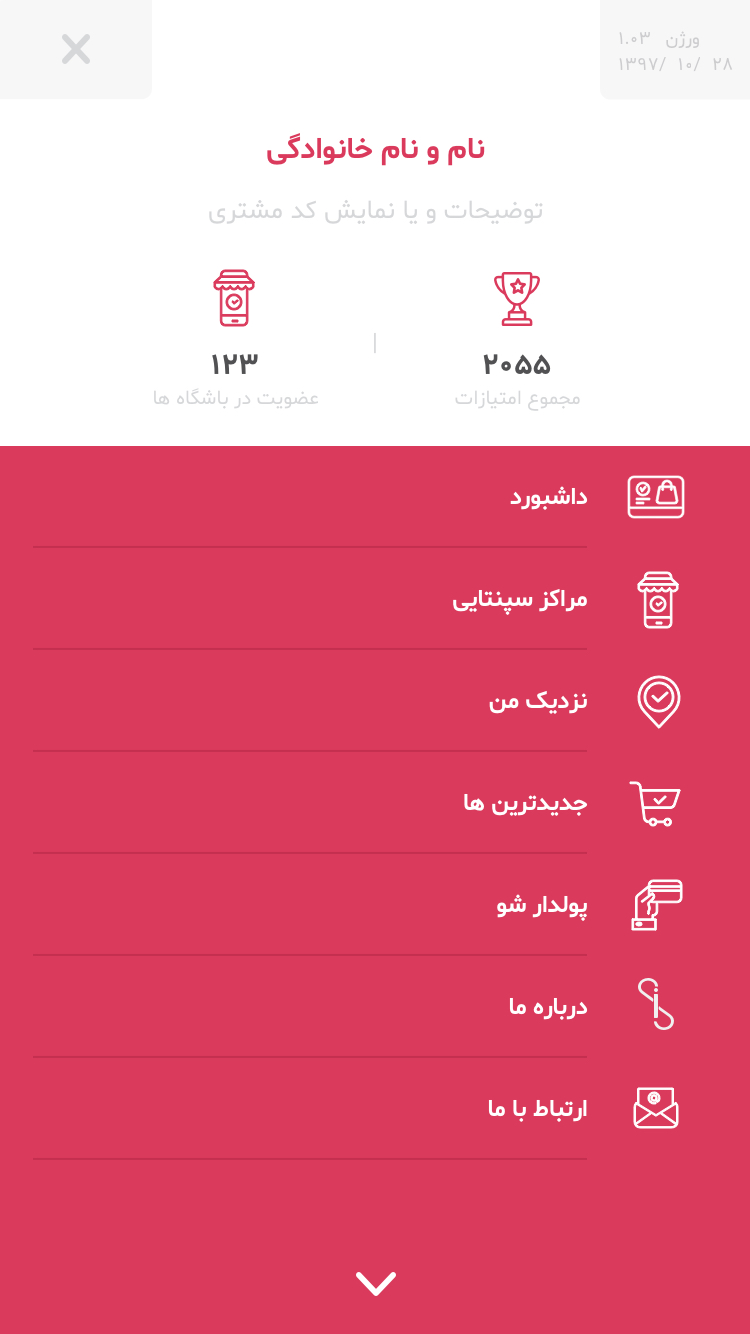 ورژن ۱.۰۳
۱۳۹۷/ ۱۰/ ۲۸
نام و نام خانوادگی
توضیحات و یا نمایش کد مشتری
۲۰۵۵
مجموع امتیازات
۱۲۳
عضویت در باشگاه ها
داشبورد
مراکز سپنتایی
نزدیک من
جدیدترین ها
پولدار شو
درباره ما
ارتباط با ما